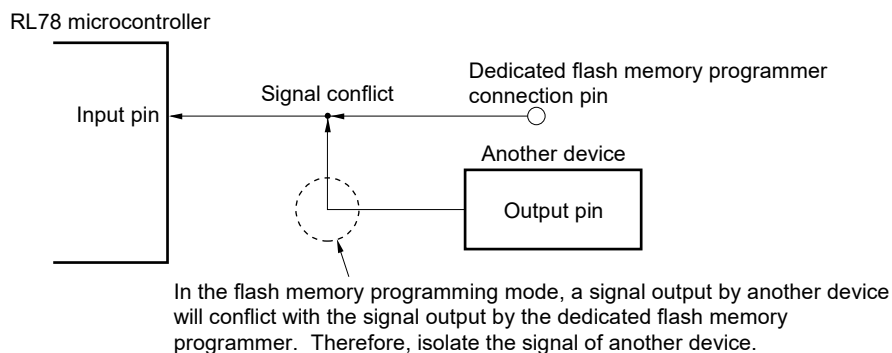 RL78 microcontroller
Dedicated flash memory programmer
connection pin
Signal conflict
Input pin
Another device
Output pin
In the flash memory programming mode, a signal output by another device
will conflict with the signal output by the dedicated flash memory
programmer.  Therefore, isolate the signal of another device.